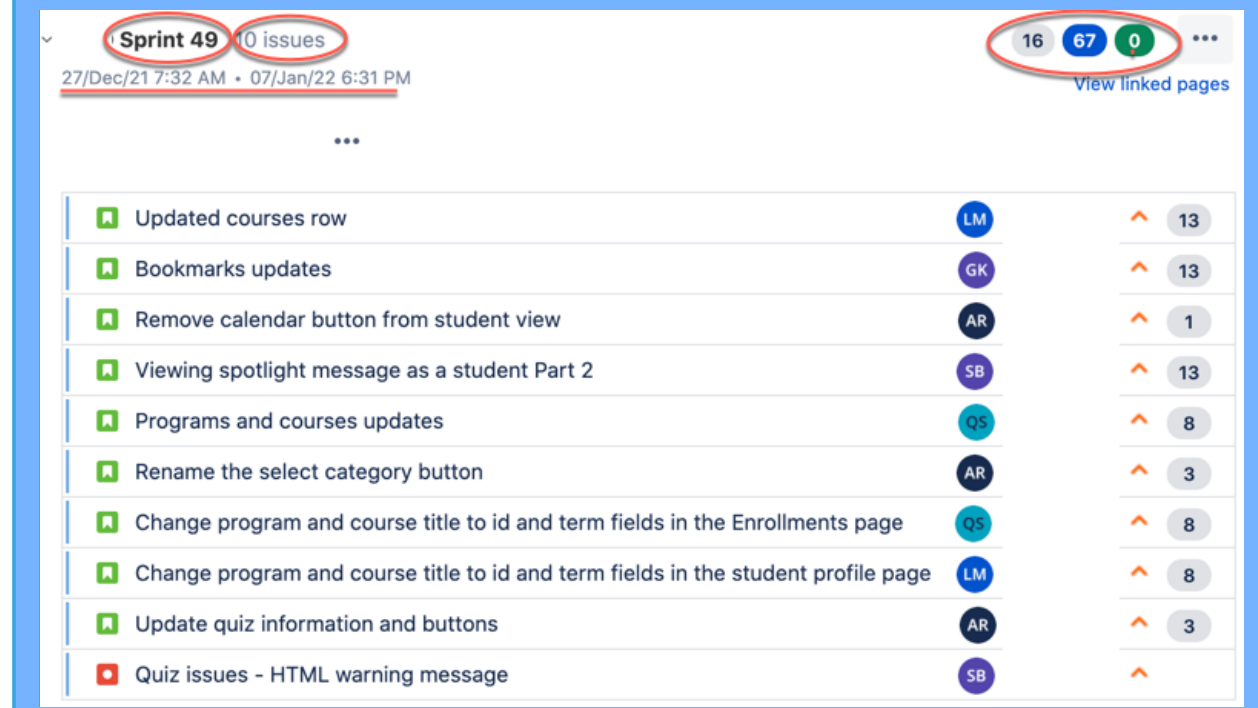 Sprint 49 10 issues 16 67 0
27/Dec/21 7:32 AM • 07/Jan/22 6:31 PM View linked pages
Updated courses row LM 13
Bookmarks updates GK 13
Remove calendar button from student view AR 1
Viewing spotlight message as a student Part 2 SB 13
Programs and courses updates QS 8
Rename the select category button AR 3
Change program and course title to id and term fields in the Enrollments page QS 8
Change program and course title to id and term fields in the student profile page LM 8
Update quiz information and buttons AR 3
Quiz issues - HTML warning message SB